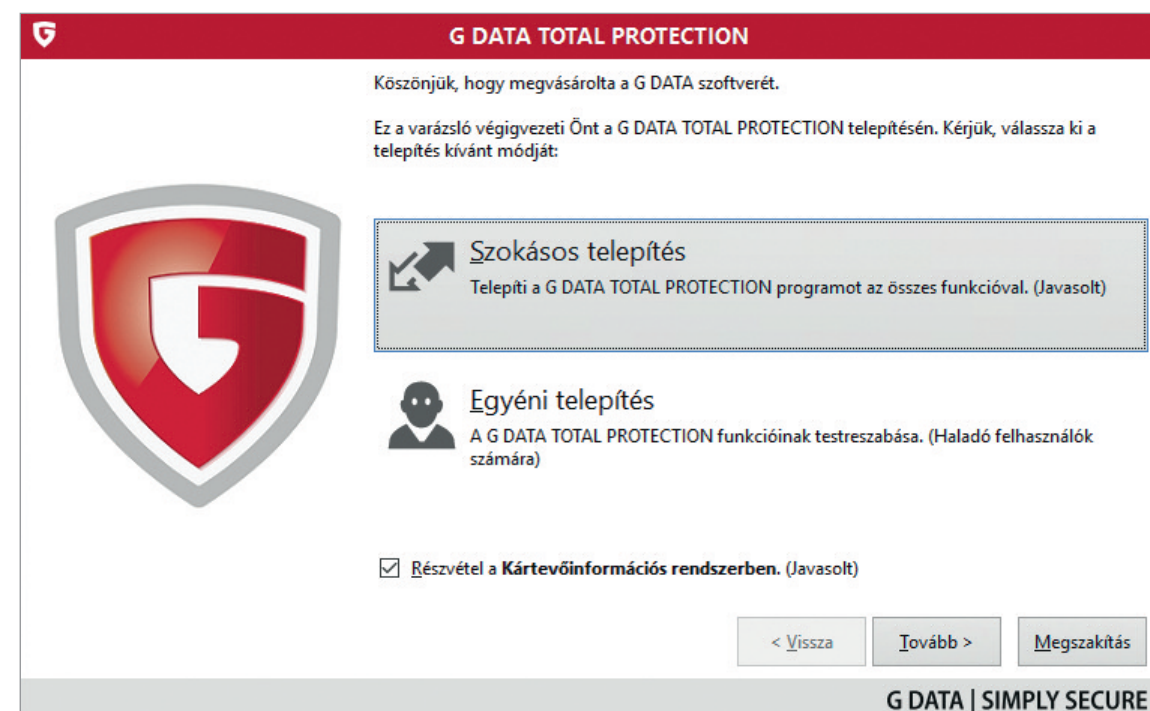 G DATA TOTAL PROTECTION
Köszönjük, hogy megvásárolta a G DATA szoftverét.
Ez a varázsló végigvezeti Önt a G DATA TOTAL PROTECTION telepítésén. Kérjük, válassza ki a
telepítés kívánt módját:
Szokásos telepítés
Telepíti a G DATA TOTAL PROTECTION programot az összes funkcióval. (Javasolt)
Egyéni telepítés
A G DATA TOTAL PROTECTION funkcióinak testreszabása. (Haladó felhasználók
számára)
Részvétel a Kártevőinformációs rendszerben. (Javasolt)
< Vissza
Tovább >
Megszakítás
G DATA | SIMPLY SECURE